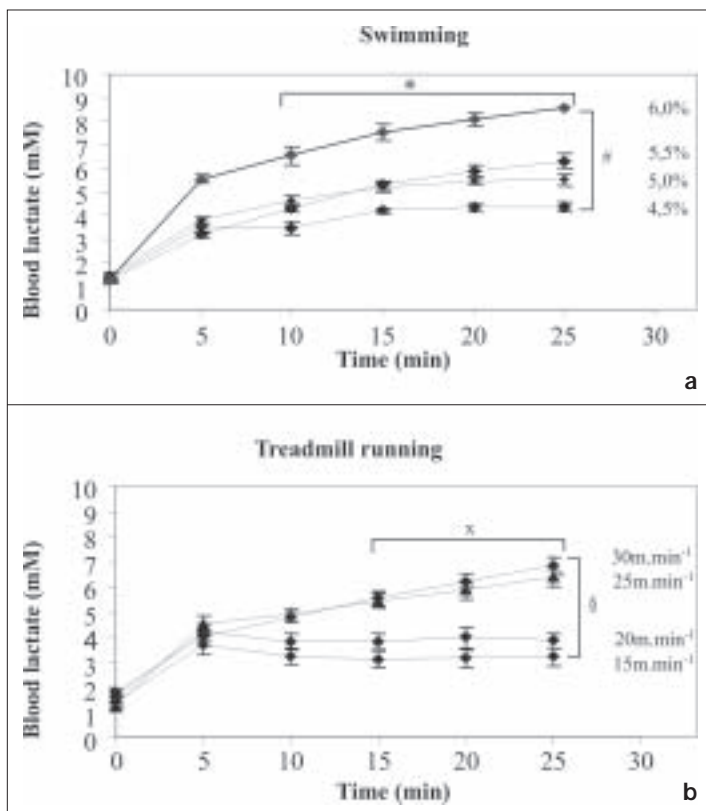 Swimming
Blood lactate (mM)
10
9
8
7
6
5
4
3
2
1
0
*
#
6,0%
5,5%
5,0%
4,5%
0 5 10 15 20 25 30
Time (min)
a
Treadmill running
Blood lactate (mM)
10
9
8
7
6
5
4
3
2
1
0
x
§
30m.min⁻¹
25m.min⁻¹
20m.min⁻¹
15m.min⁻¹
0 5 10 15 20 25 30
Time (min)
b